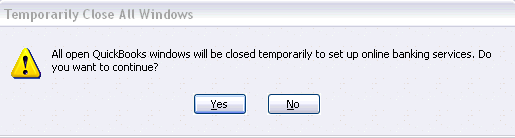 Temporarily Close All Windows
All open QuickBooks windows will be closed temporarily to set up online banking services. Do
you want to continue?
Yes No